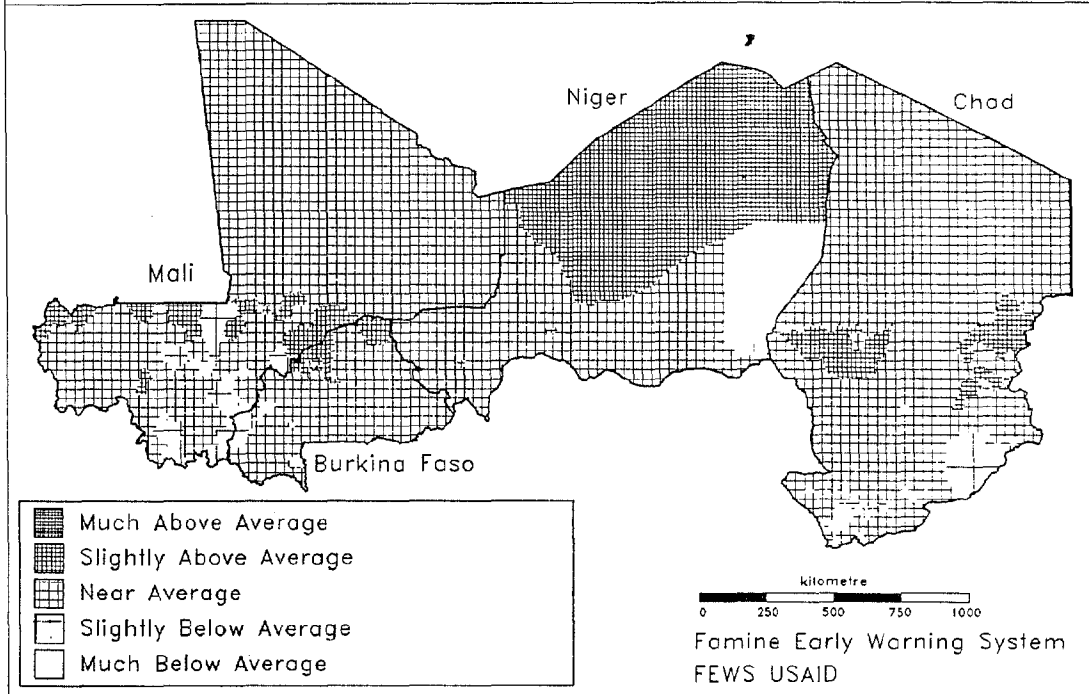 Niger
Chad
Mali
Burkina Faso
Much Above Average
Slightly Above Average
Near Average
Slightly Below Average
Much Below Average
kilometre
0 250 500 750 1000
Famine Early Warning System
FEWS USAID